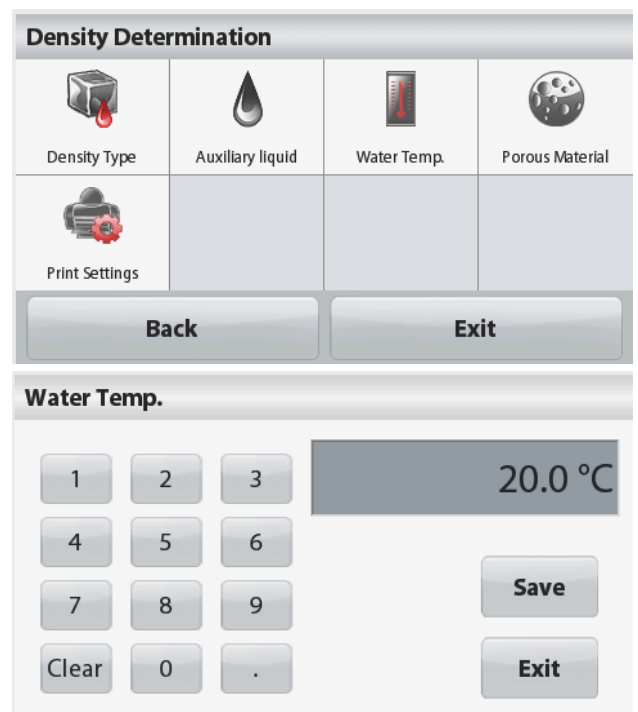 Density Determination
Density Type
Auxiliary liquid
Water Temp.
Porous Material
Print Settings
Back
Exit
Water Temp.
1 2 3
20.0 °C
4 5 6
7 8 9
Save
Clear 0 .
Exit